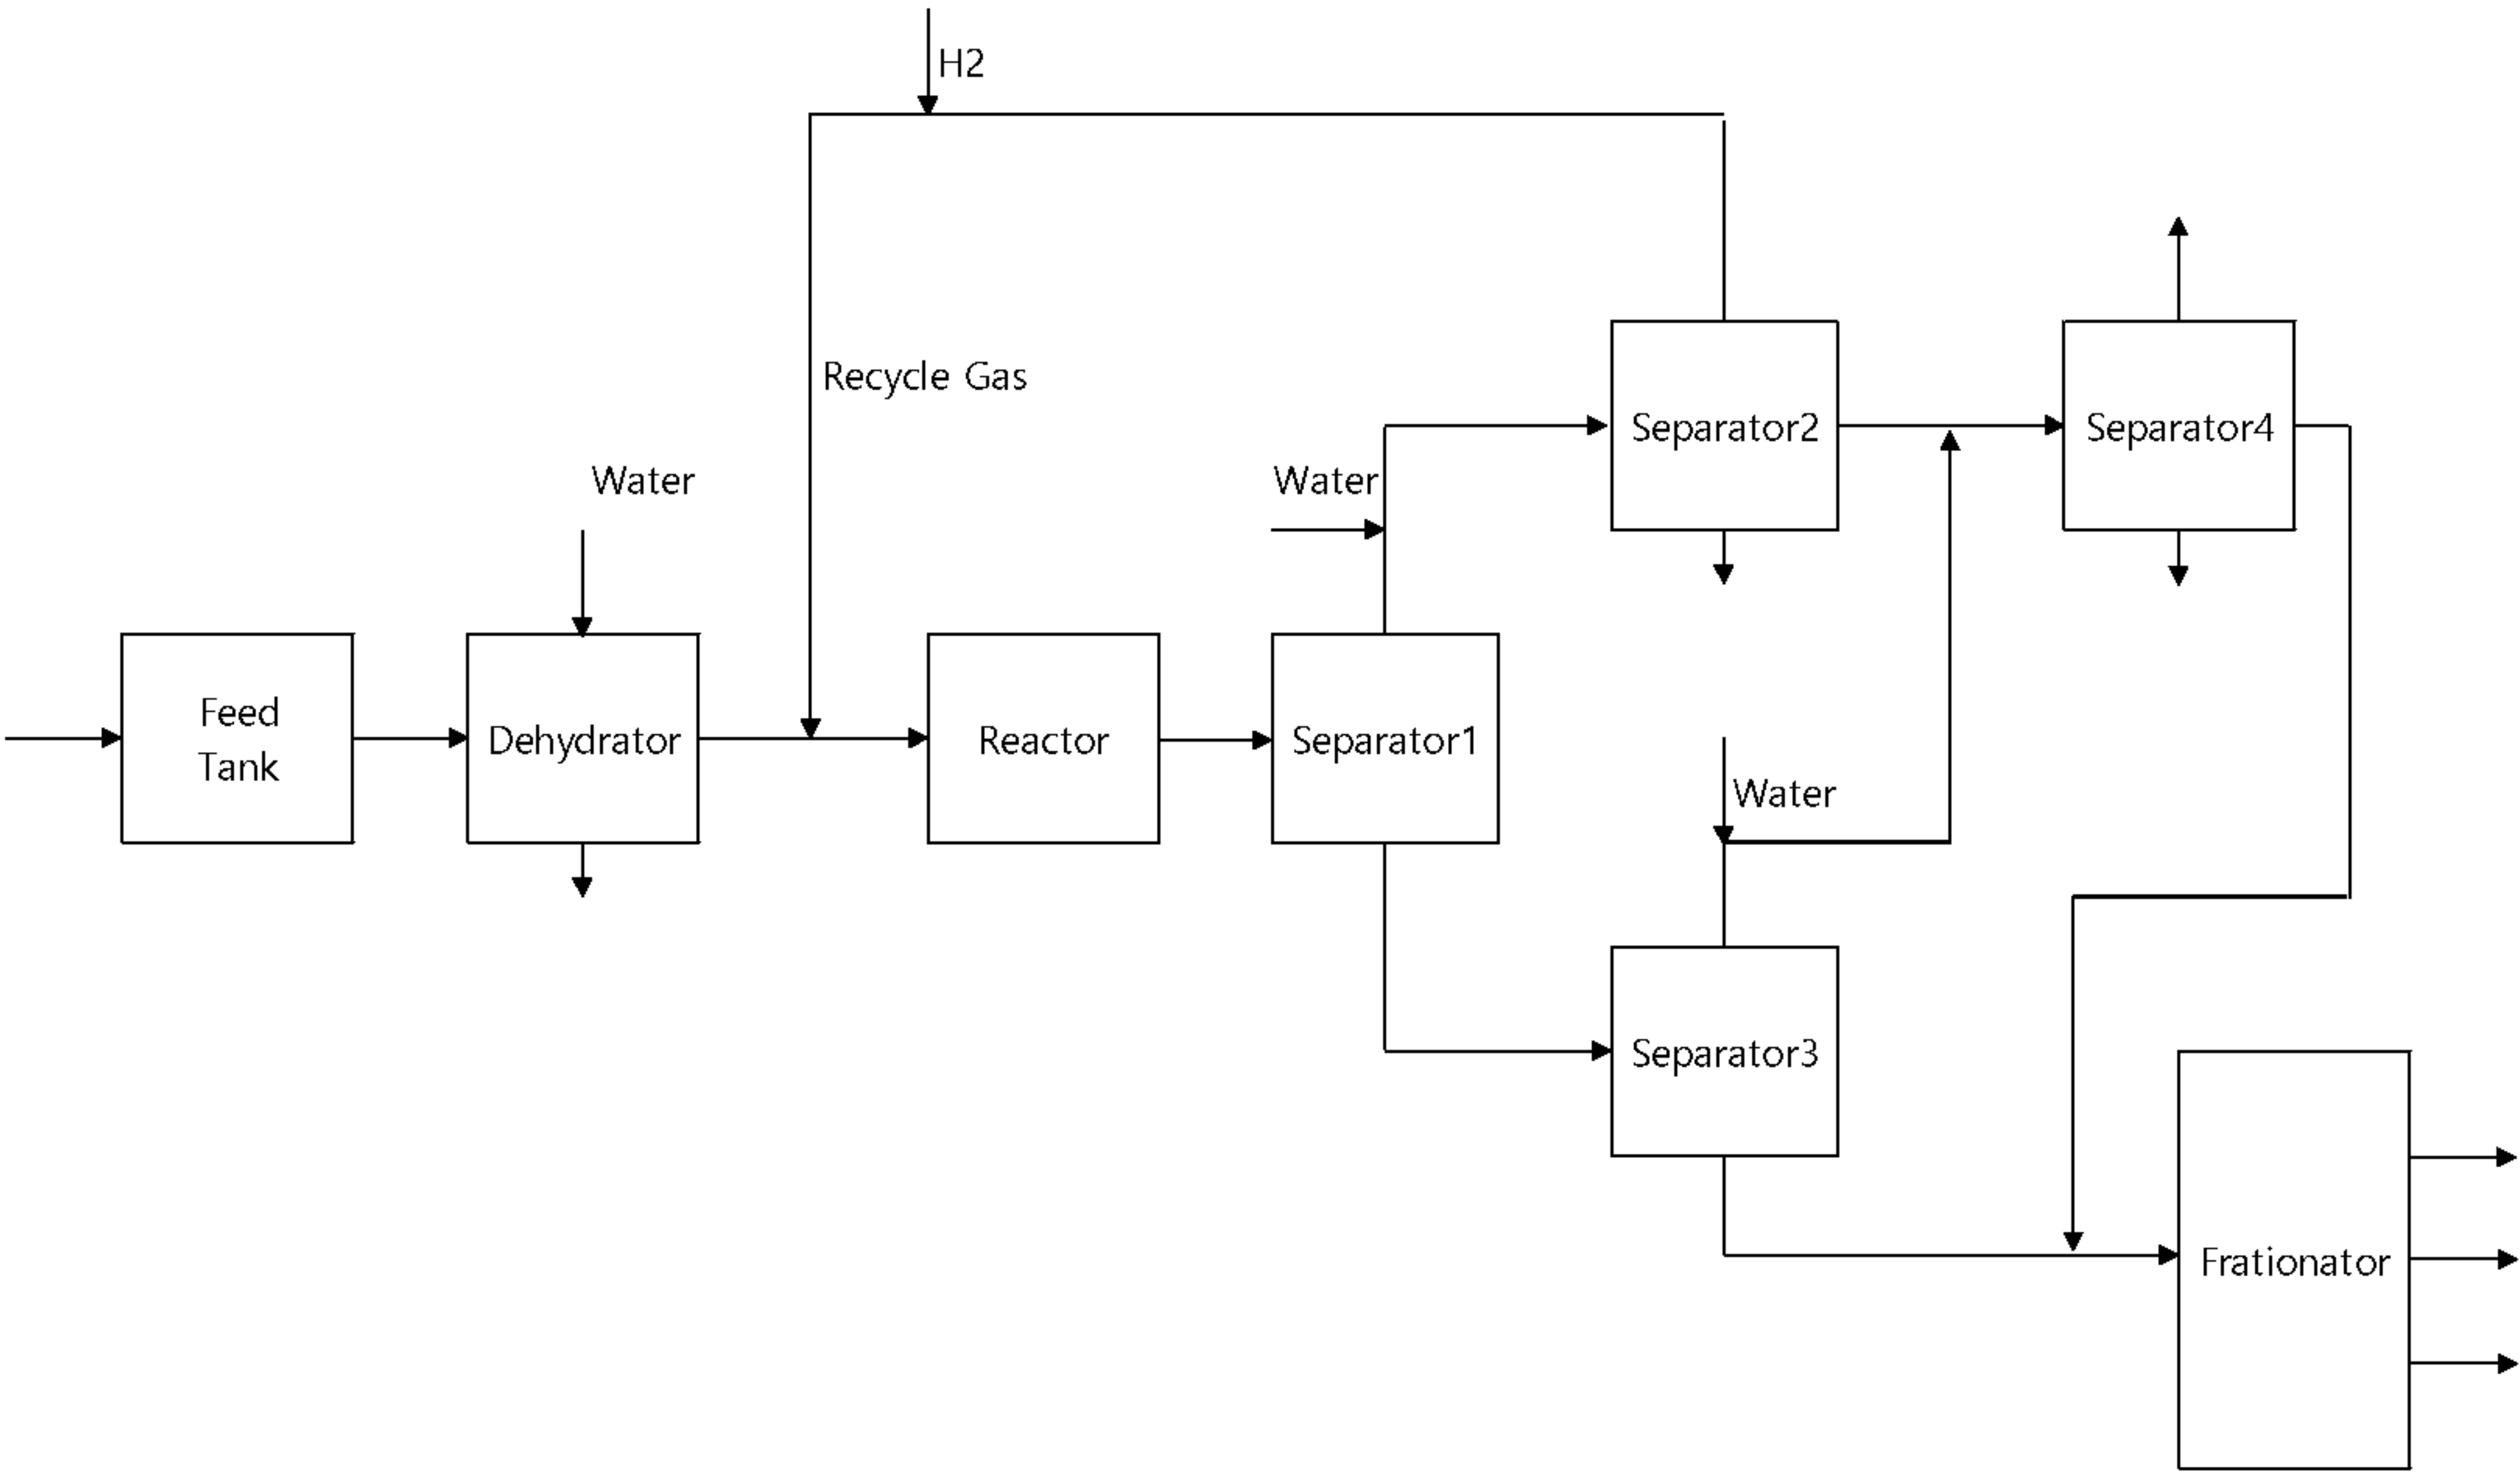 H2
Recycle Gas
Separator2
Separator4
Water
Water
Feed
Tank
Dehydrator
Reactor
Separator1
Water
Separator3
Frationator